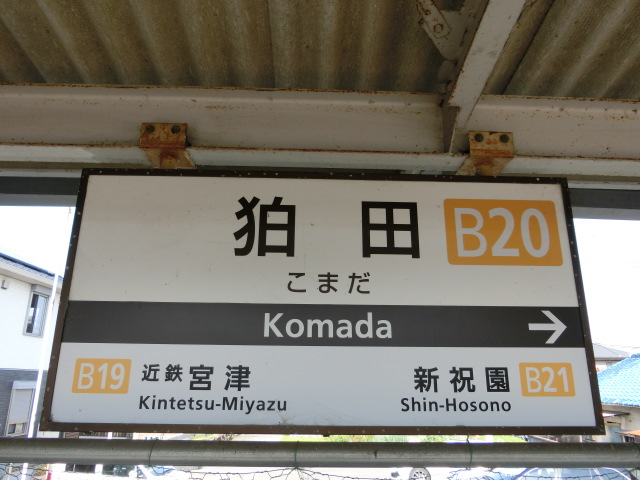 狛田 B20
こまだ
Komada →
B19 近鉄宮津
Kintetsu-Miyazu
新祝園 B21
Shin-Hosono